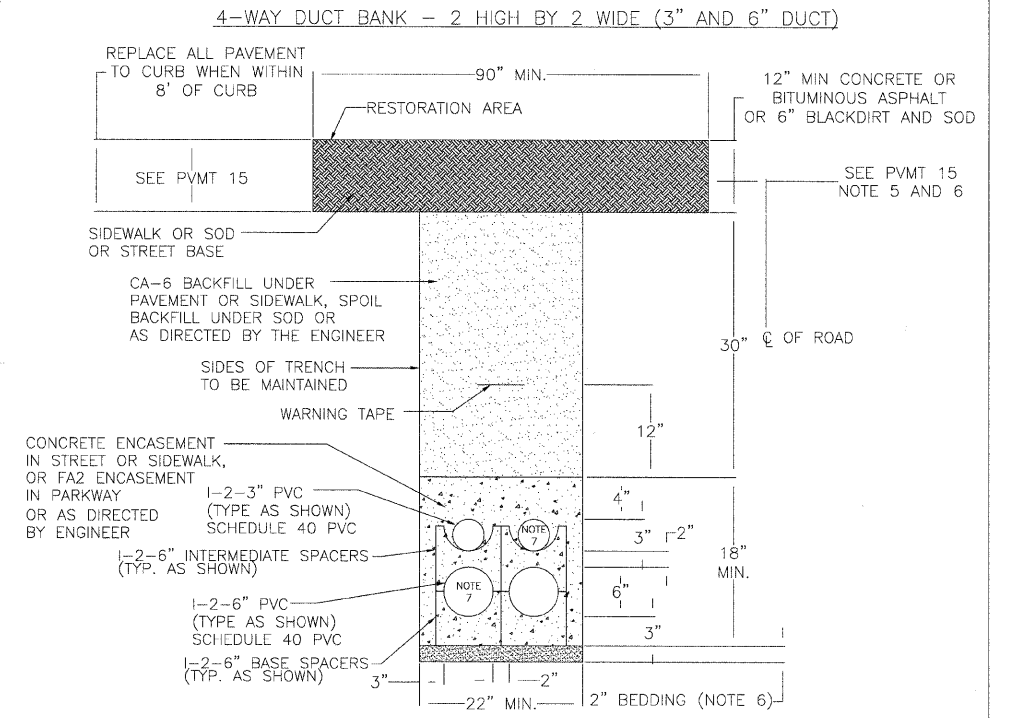 4-WAY DUCT BANK - 2 HIGH BY 2 WIDE (3" AND 6" DUCT)
REPLACE ALL PAVEMENT
TO CURB WHEN WITHIN
8' OF CURB
90" MIN.
RESTORATION AREA
12" MIN CONCRETE OR
BITUMINOUS ASPHALT
OR 6" BLACKDIRT AND SOD
SEE PVMT 15
SEE PVMT 15
NOTE 5 AND 6
SIDEWALK OR SOD
OR STREET BASE
CA-6 BACKFILL UNDER
PAVEMENT OR SIDEWALK, SPOIL
BACKFILL UNDER SOD OR
AS DIRECTED BY THE ENGINEER
30"
℄ OF ROAD
SIDES OF TRENCH
TO BE MAINTAINED
WARNING TAPE
12"
CONCRETE ENCASEMENT
IN STREET OR SIDEWALK,
OR FA2 ENCASEMENT
IN PARKWAY
OR AS DIRECTED
BY ENGINEER
1-2-3" PVC
(TYPE AS SHOWN)
SCHEDULE 40 PVC
4"
NOTE
7
3"
2"
18"
MIN.
1-2-6" INTERMEDIATE SPACERS
(TYP. AS SHOWN)
NOTE
7
6"
1-2-6" PVC
(TYPE AS SHOWN)
SCHEDULE 40 PVC
3"
1-2-6" BASE SPACERS
(TYP. AS SHOWN)
3"
2"
22" MIN.
2" BEDDING (NOTE 6)